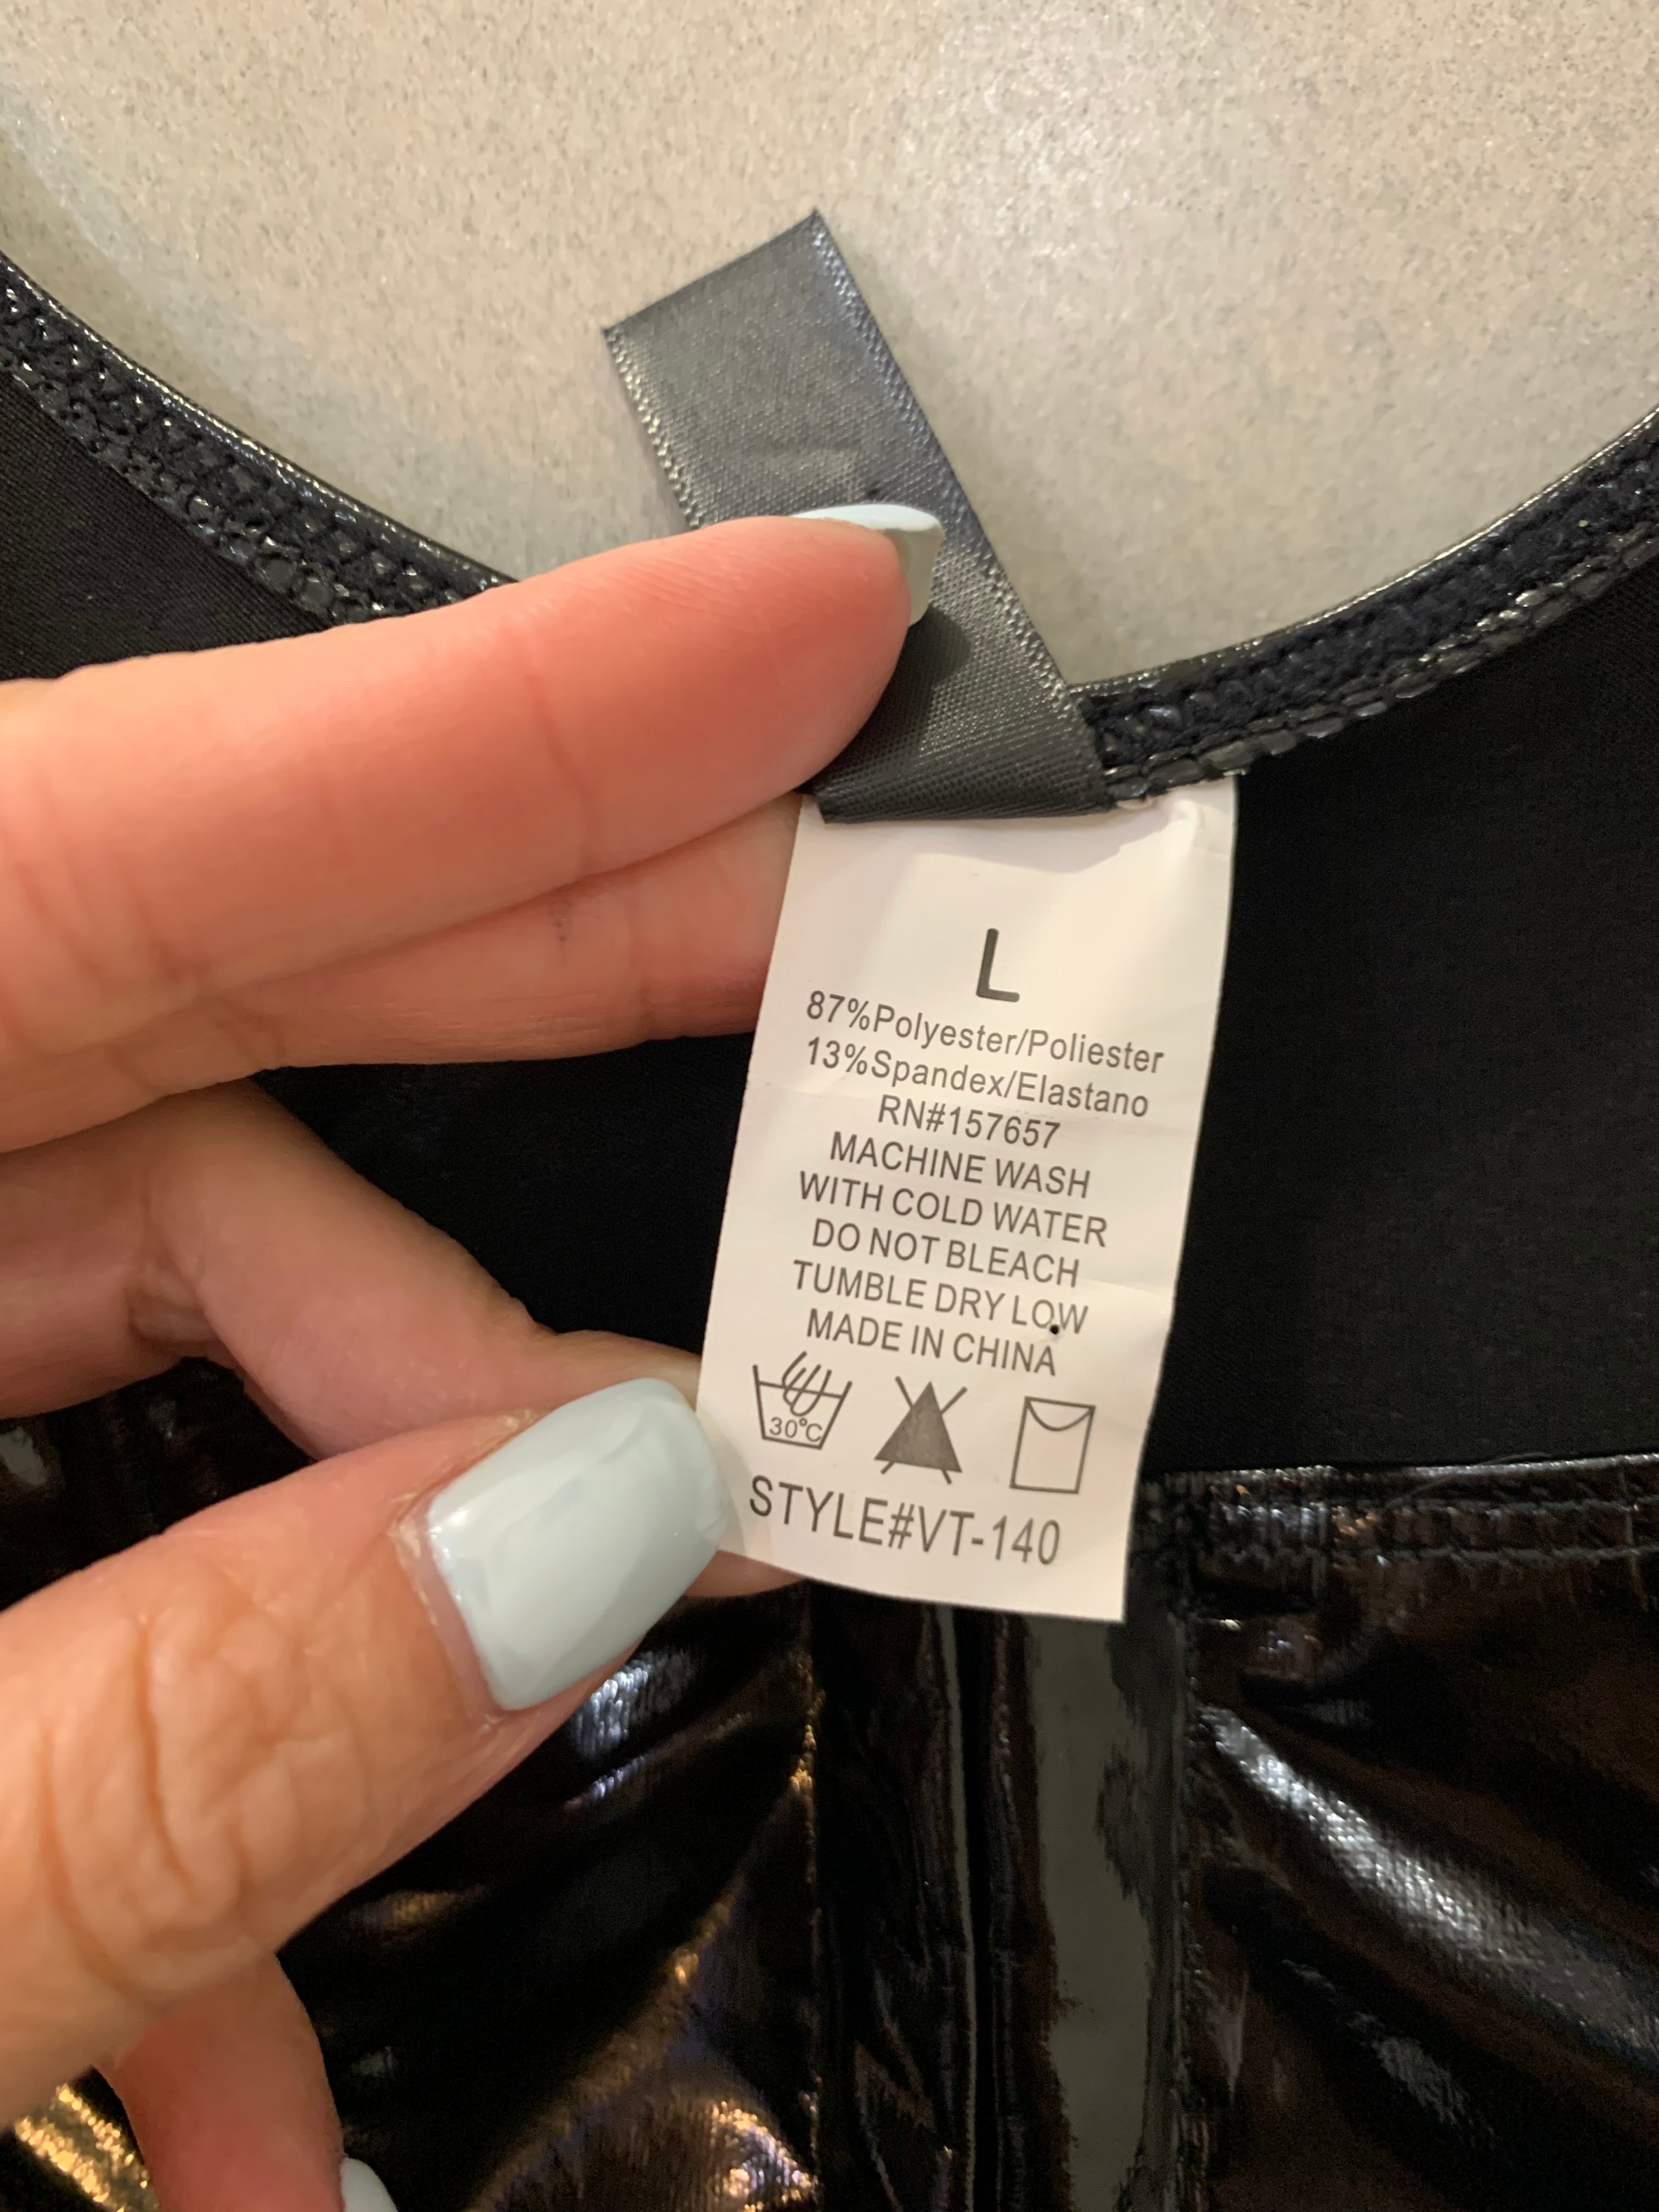 L
87%Polyester/Poliester
13%Spandex/Elastano
RN#157657
MACHINE WASH
WITH COLD WATER
DO NOT BLEACH
TUMBLE DRY LOW
MADE IN CHINA
30°C
STYLE#VT-140